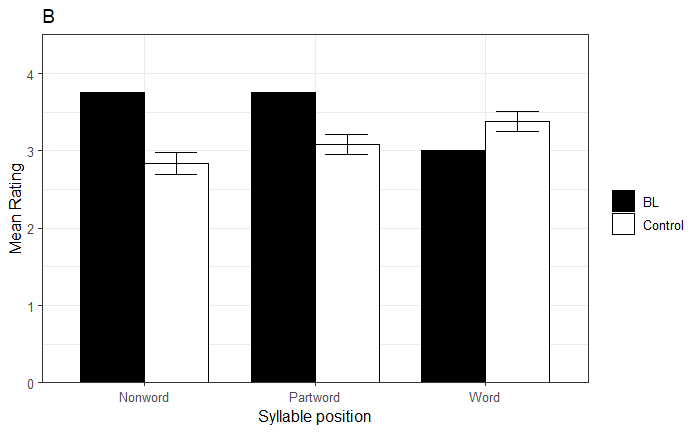 B
Mean Rating
4
3
2
1
0
Nonword
Partword
Word
Syllable position
BL
Control